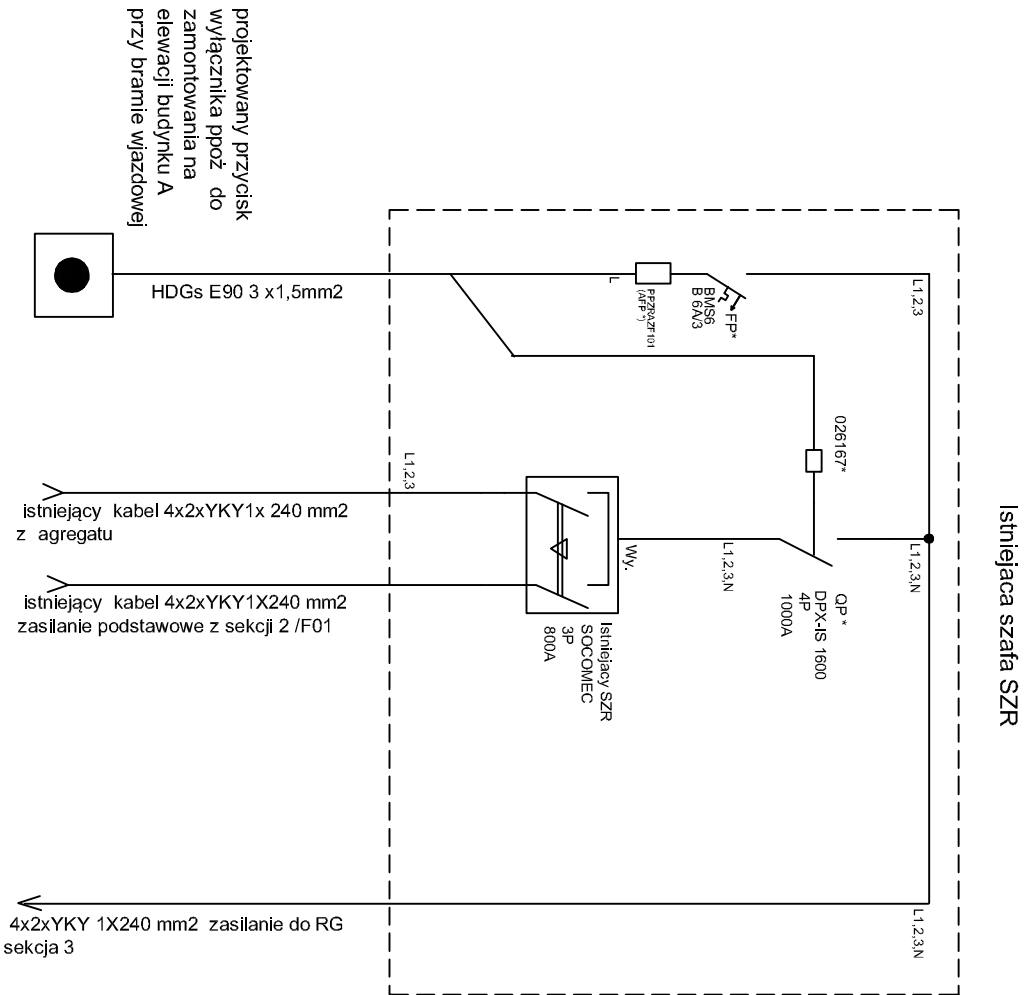 projektowany przycisk
wyłącznika ppoż do
zamontowania na
elewacji budynku A
przy bramie wjazdowej
HDGs E90 3 x1,5mm2
L
PPZRAZF101
(AFP*)
FP*
BMS6
B 6A/3
L1,2,3
026167*
L1,2,3
istniejący kabel 4x2xYKY1x 240 mm2
z agregatu
istniejący kabel 4x2xYKY1X240 mm2
zasilanie podstawowe z sekcji 2 /F01
Wy.
Istniejacy SZR
SOCOMEC
3P
800A
L1,2,3,N
QP*
DPX-IS 1600
4P
1000A
L1,2,3,N
Istniejaca szafa SZR
4x2xYKY 1X240 mm2 zasilanie do RG
sekcja 3
L1,2,3,N